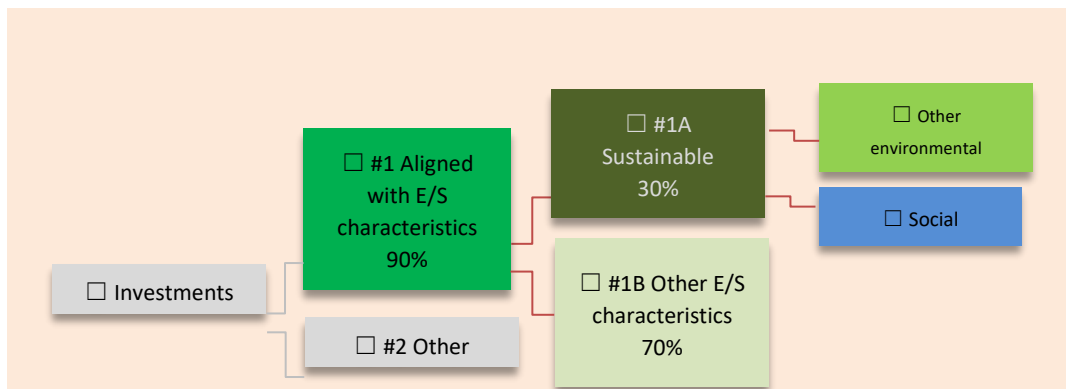 ☐ Investments
☐ #1 Aligned
with E/S
characteristics
90%
☐ #2 Other
☐ #1A
Sustainable
30%
☐ #1B Other E/S
characteristics
70%
☐ Other
environmental
☐ Social